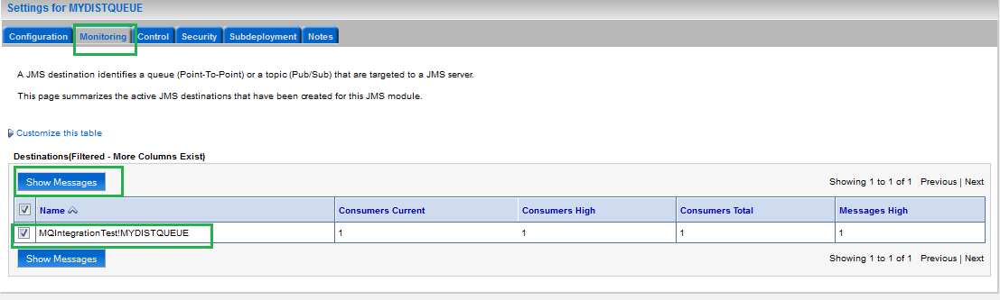 Settings for MYDISTQUEUE
Configuration Monitoring Control Security Subdeployment Notes
A JMS destination identifies a queue (Point-To-Point) or a topic (Pub/Sub) that are targeted to a JMS server.
This page summarizes the active JMS destinations that have been created for this JMS module.
Customize this table
Destinations(Filtered - More Columns Exist)
Show Messages Showing 1 to 1 of 1 Previous | Next
Name Consumers Current Consumers High Consumers Total Messages High
MQIntegrationTest!MYDISTQUEUE 1 1 1 1
Show Messages Showing 1 to 1 of 1 Previous | Next